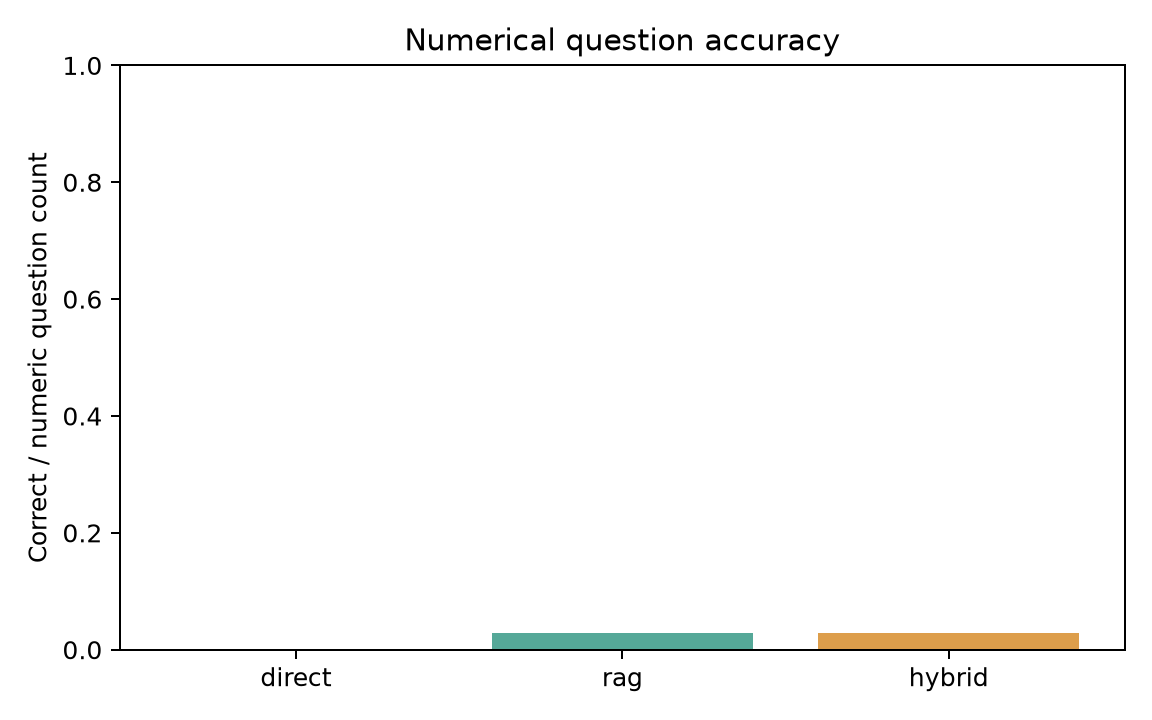 Numerical question accuracy
Correct / numeric question count
1.0
0.8
0.6
0.4
0.2
0.0
direct
rag
hybrid